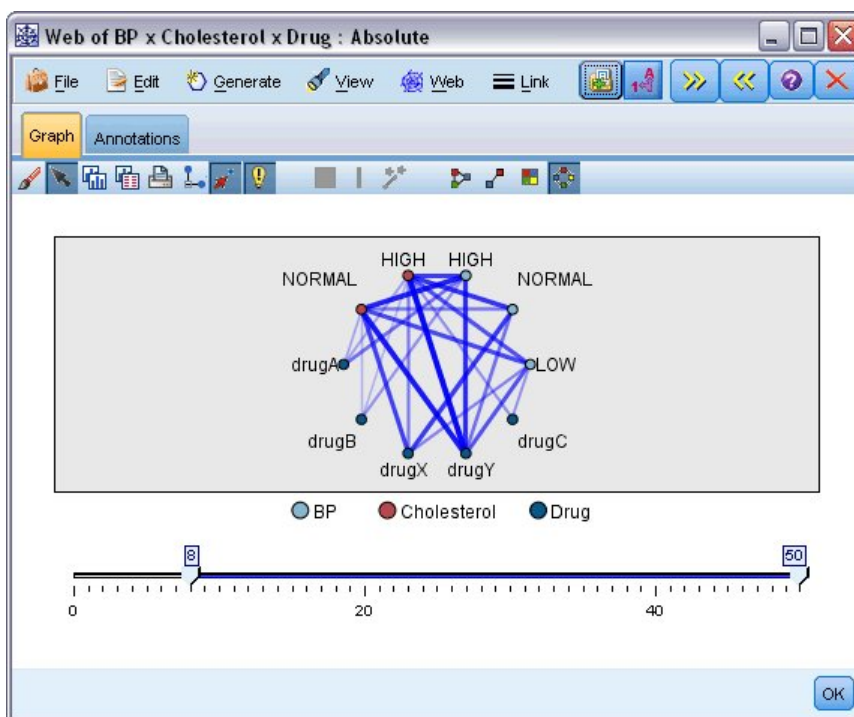 Web of BP x Cholesterol x Drug : Absolute
File Edit Generate View Web Link
Graph Annotations
HIGH HIGH
NORMAL NORMAL
drugA LOW
drugB drugC
drugX drugY
BP Cholesterol Drug
8 50
0 20 40
OK